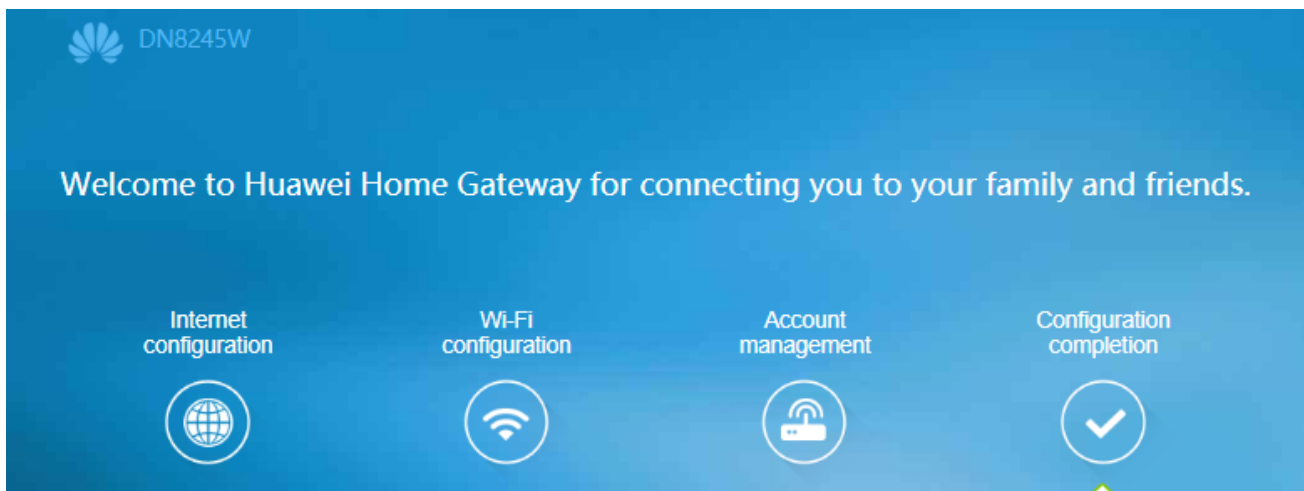 DN8245W
Welcome to Huawei Home Gateway for connecting you to your family and friends.
Internet
configuration
Wi-Fi
configuration
Account
management
Configuration
completion